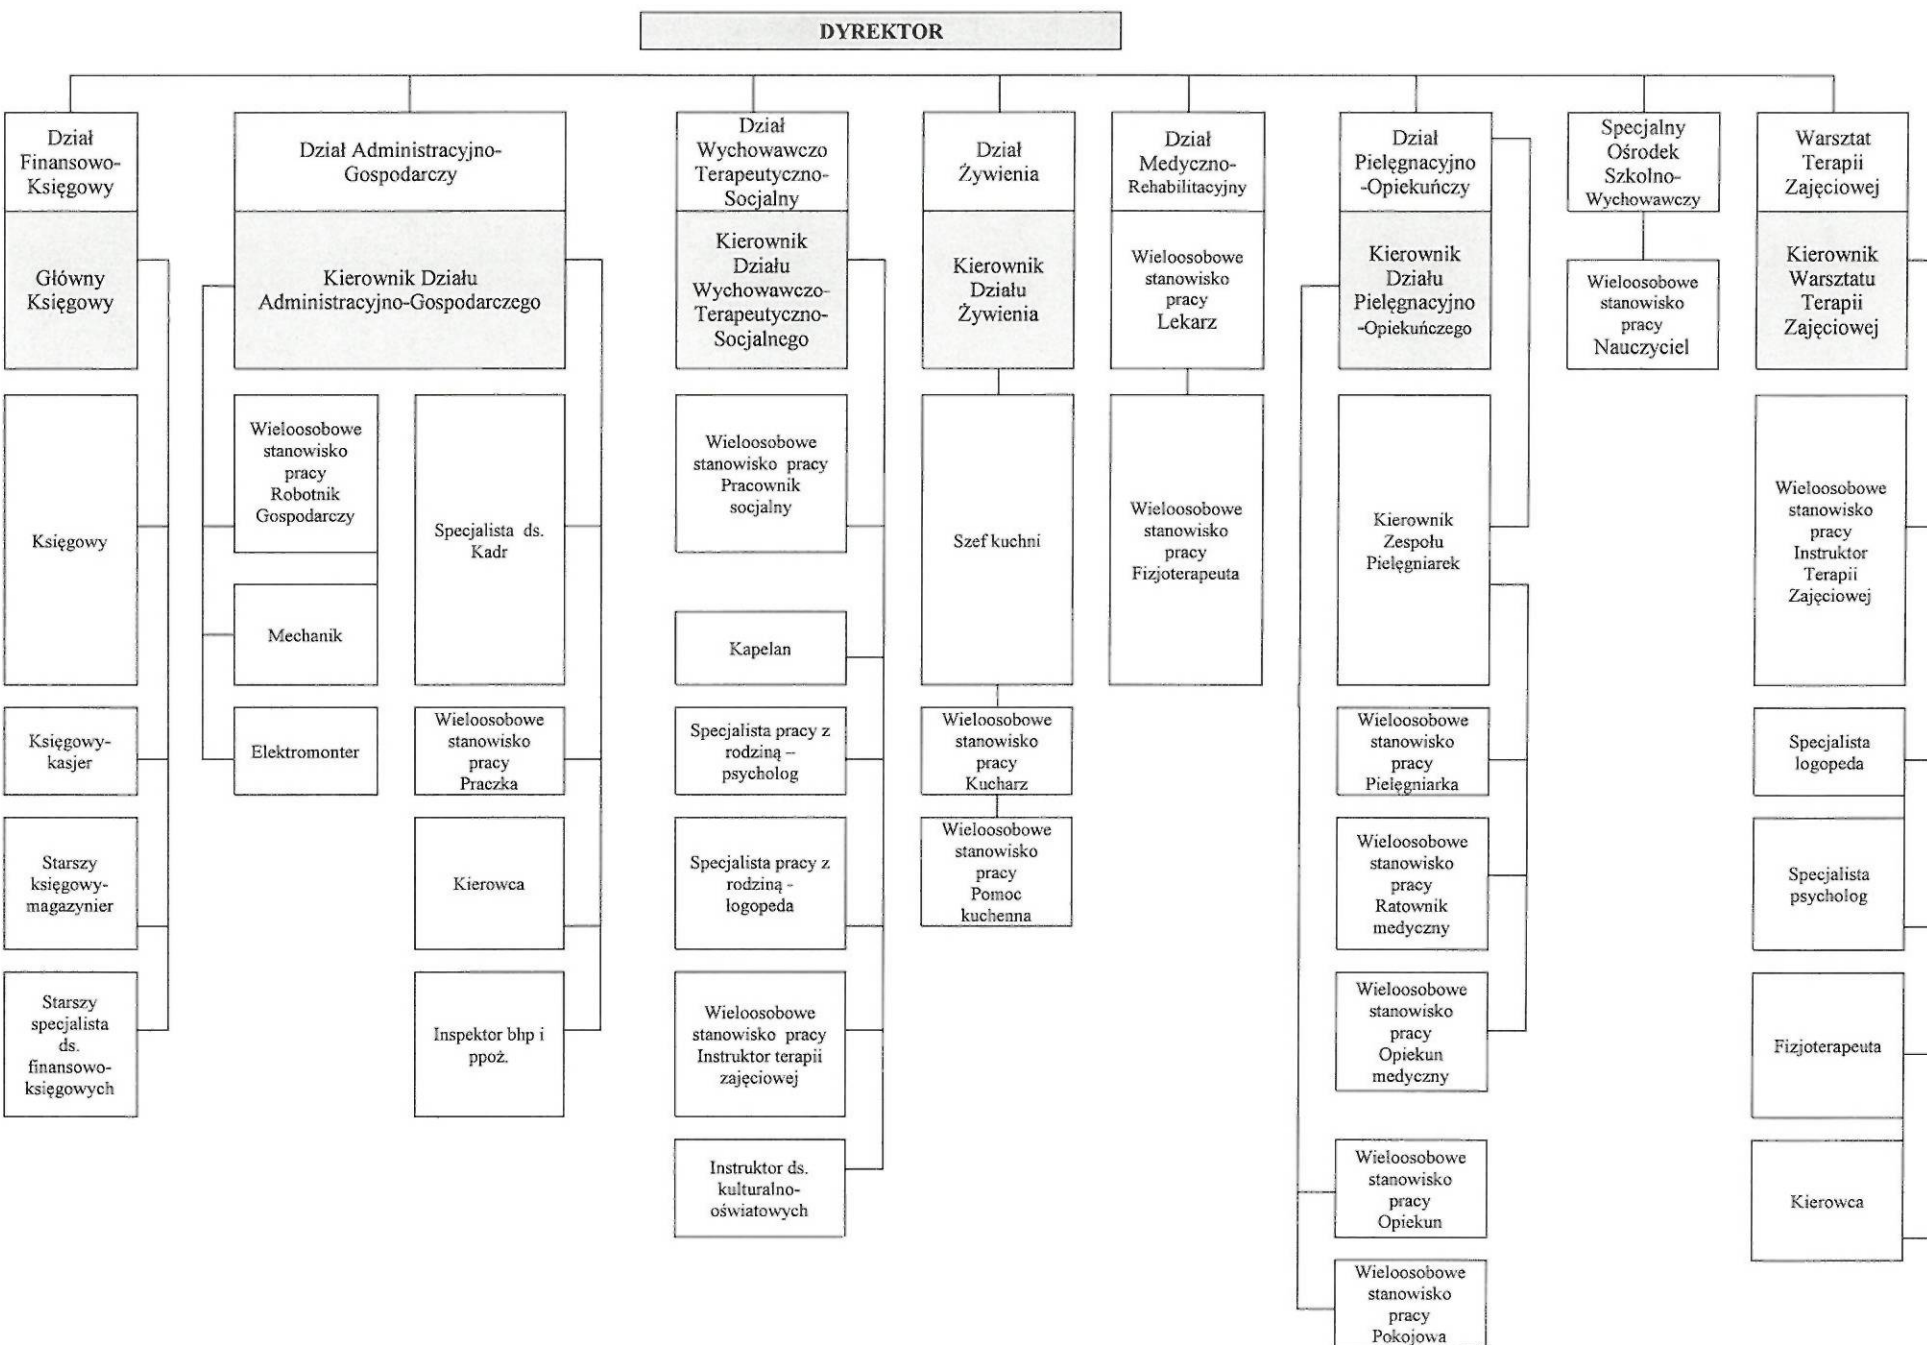 DYREKTOR
Dział
Finansowo-
Księgowy
Główny
Księgowy
Księgowy
Księgowy-
kasjer
Starszy
księgowy-
magazynier
Starszy
specjalista
ds.
finansowo-
księgowych
Dział Administracyjno-
Gospodarczy
Kierownik Działu
Administracyjno-Gospodarczego
Wieloosobowe
stanowisko
pracy
Robotnik
Gospodarczy
Mechanik
Elektromonter
Specjalista ds.
Kadr
Wieloosobowe
stanowisko
pracy
Praczka
Kierowca
Inspektor bhp i
ppoż.
Dział
Wychowawczo
Terapeutyczno-
Socjalny
Kierownik
Działu
Wychowawczo-
Terapeutyczno-
Socjalnego
Wieloosobowe
stanowisko pracy
Pracownik
socjalny
Kapelan
Specjalista pracy z
rodziną –
psycholog
Specjalista pracy z
rodziną -
logopeda
Wieloosobowe
stanowisko pracy
Instruktor terapii
zajęciowej
Instruktor ds.
kulturalno-
oświatowych
Dział
Żywienia
Kierownik
Działu
Żywienia
Szef kuchni
Wieloosobowe
stanowisko
pracy
Kucharz
Wieloosobowe
stanowisko
pracy
Pomoc
kuchenna
Dział
Medyczno-
Rehabilitacyjny
Wieloosobowe
stanowisko
pracy
Lekarz
Wieloosobowe
stanowisko
pracy
Fizjoterapeuta
Dział
Pielęgnacyjno
-Opiekuńczy
Kierownik
Działu
Pielęgnacyjno
-Opiekuńczego
Kierownik
Zespołu
Pielęgniarek
Wieloosobowe
stanowisko
pracy
Pielęgniarka
Wieloosobowe
stanowisko
pracy
Ratownik
medyczny
Wieloosobowe
stanowisko
pracy
Opiekun
medyczny
Wieloosobowe
stanowisko
pracy
Opiekun
Wieloosobowe
stanowisko
pracy
Pokojowa
Specjalny
Ośrodek
Szkolno-
Wychowawczy
Wieloosobowe
stanowisko
pracy
Nauczyciel
Warsztat
Terapii
Zajęciowej
Kierownik
Warsztatu
Terapii
Zajęciowej
Wieloosobowe
stanowisko
pracy
Instruktor
Terapii
Zajęciowej
Specjalista
logopeda
Specjalista
psycholog
Fizjoterapeuta
Kierowca